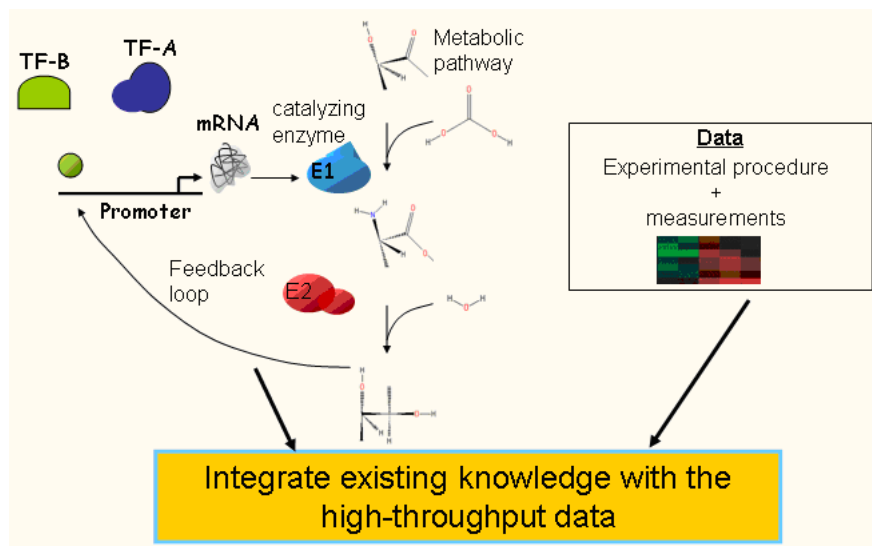 TF-B
TF-A
Metabolic
pathway
mRNA
catalyzing
enzyme
E1
Promoter
Feedback
loop
E2
H
O
O
H
O
H
O
O
H
H
H
N
O
H
O
H
O
H
H
O
H
O
H
H
H
Data
Experimental procedure
+
measurements
Integrate existing knowledge with the
high-throughput data